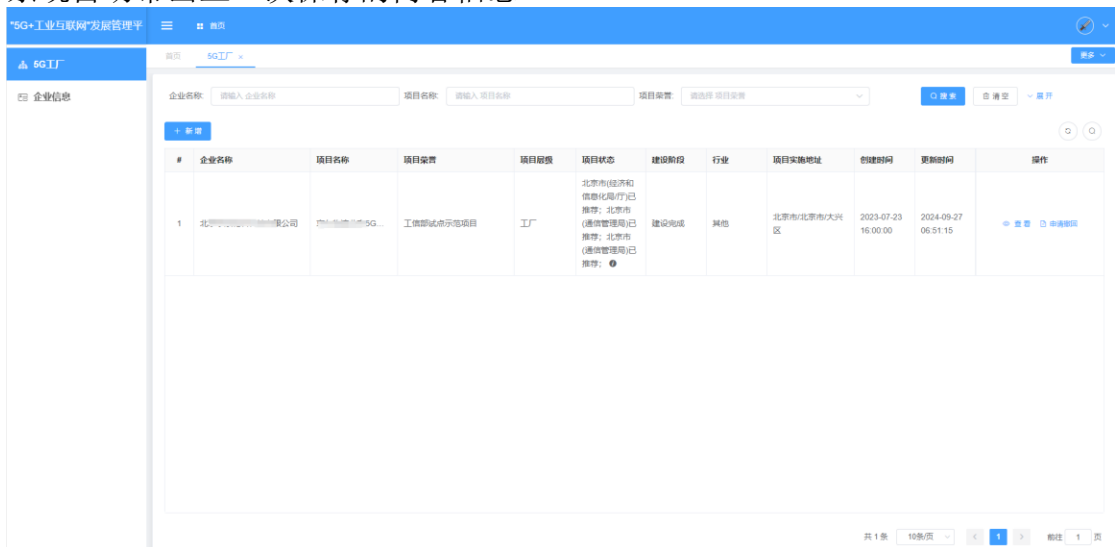 "5G+工业互联网"发展管理平
首页
5G工厂
企业信息
首页 5G工厂 ×
更多
企业名称: 请输入 企业名称 项目名称: 请输入 项目名称 项目荣誉: 请选择 项目荣誉 搜 索 清 空 展 开
+ 新 增
# 企业名称 项目名称 项目荣誉 项目层级 项目状态 建设阶段 行业 项目实施地址 创建时间 更新时间 操作
北京市(经济和
信息化局/厅)已
推荐; 北京市
(通信管理局)已
推荐; 北京市
(通信管理局)已
推荐;
1 北 限公司 5G... 工信部试点示范项目 工厂 建设完成 其他 北京市/北京市/大兴
区
2023-07-23
16:00:00
2024-09-27
06:51:15
查 看 申请撤回
共 1 条 10条/页 < 1 > 前往 1 页